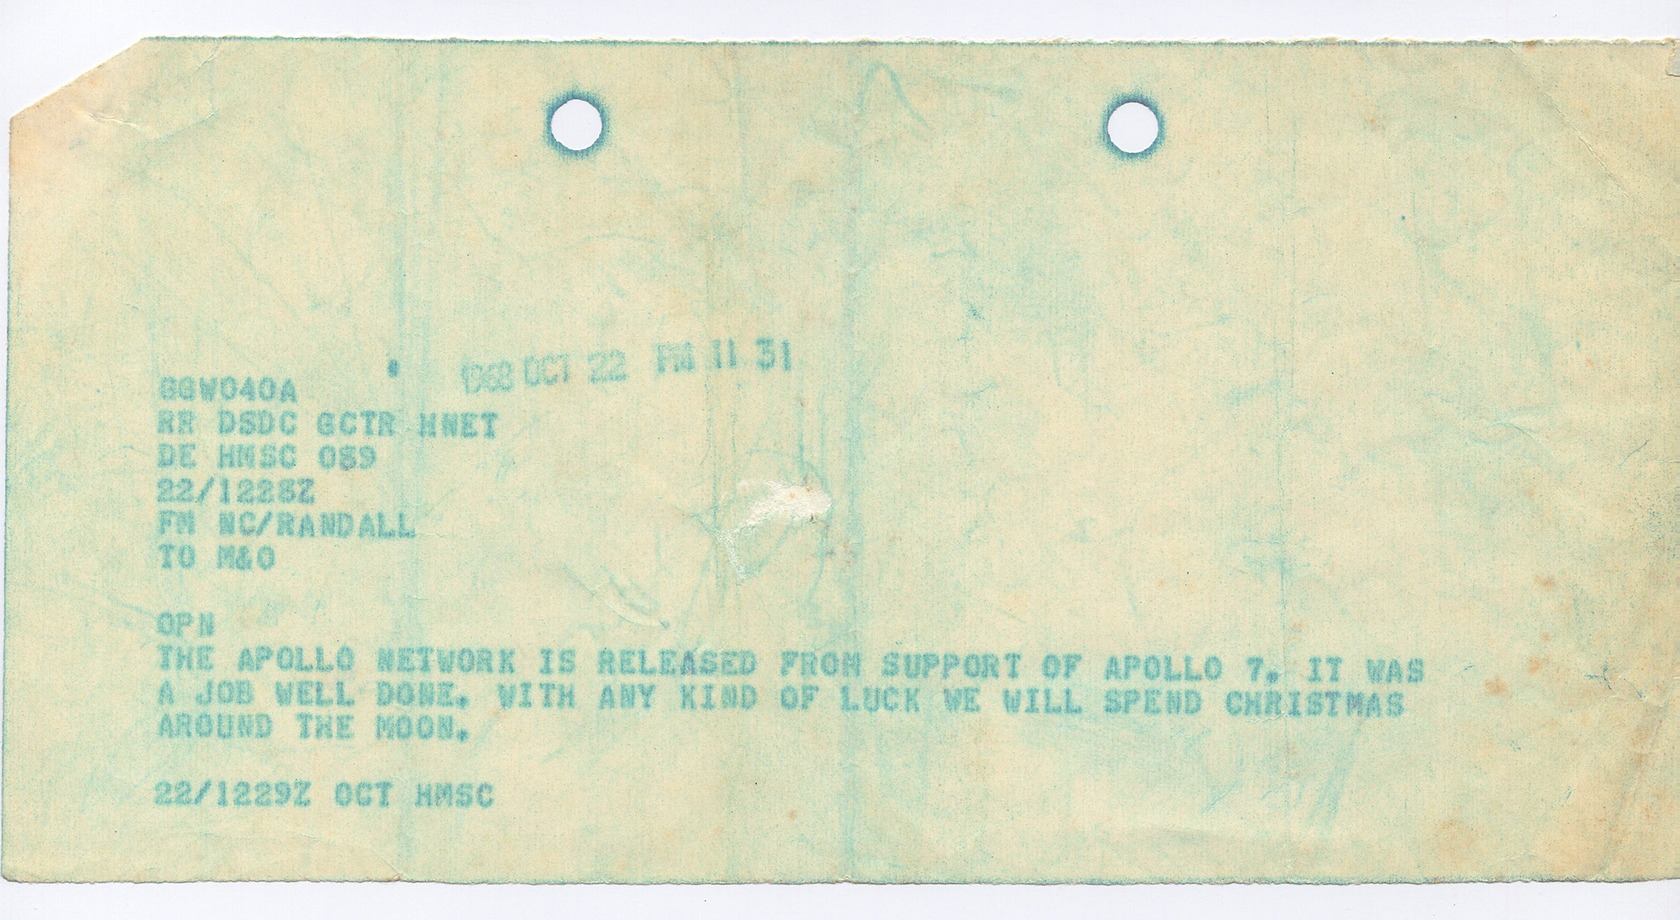 1968 OCT 22 PM 11 31
GGW040A
RR DSDC GCTR HNET
DE HMSC 089
22/1228Z
FM NC/RANDALL
TO M&O
OPN
THE APOLLO NETWORK IS RELEASED FROM SUPPORT OF APOLLO 7. IT WAS
A JOB WELL DONE. WITH ANY KIND OF LUCK WE WILL SPEND CHRISTMAS
AROUND THE MOON.
22/1229Z OCT HMSC